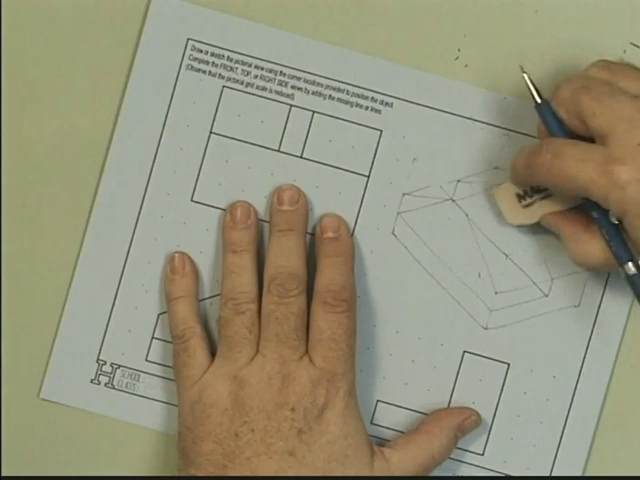 Draw or sketch the pictorial view using the corner locations provided to position the object.
Complete the FRONT, TOP, or RIGHT SIDE views by adding the missing line or lines.
(Observe that the pictorial grid scale is reduced)
H SCHOOL:
CLASS: